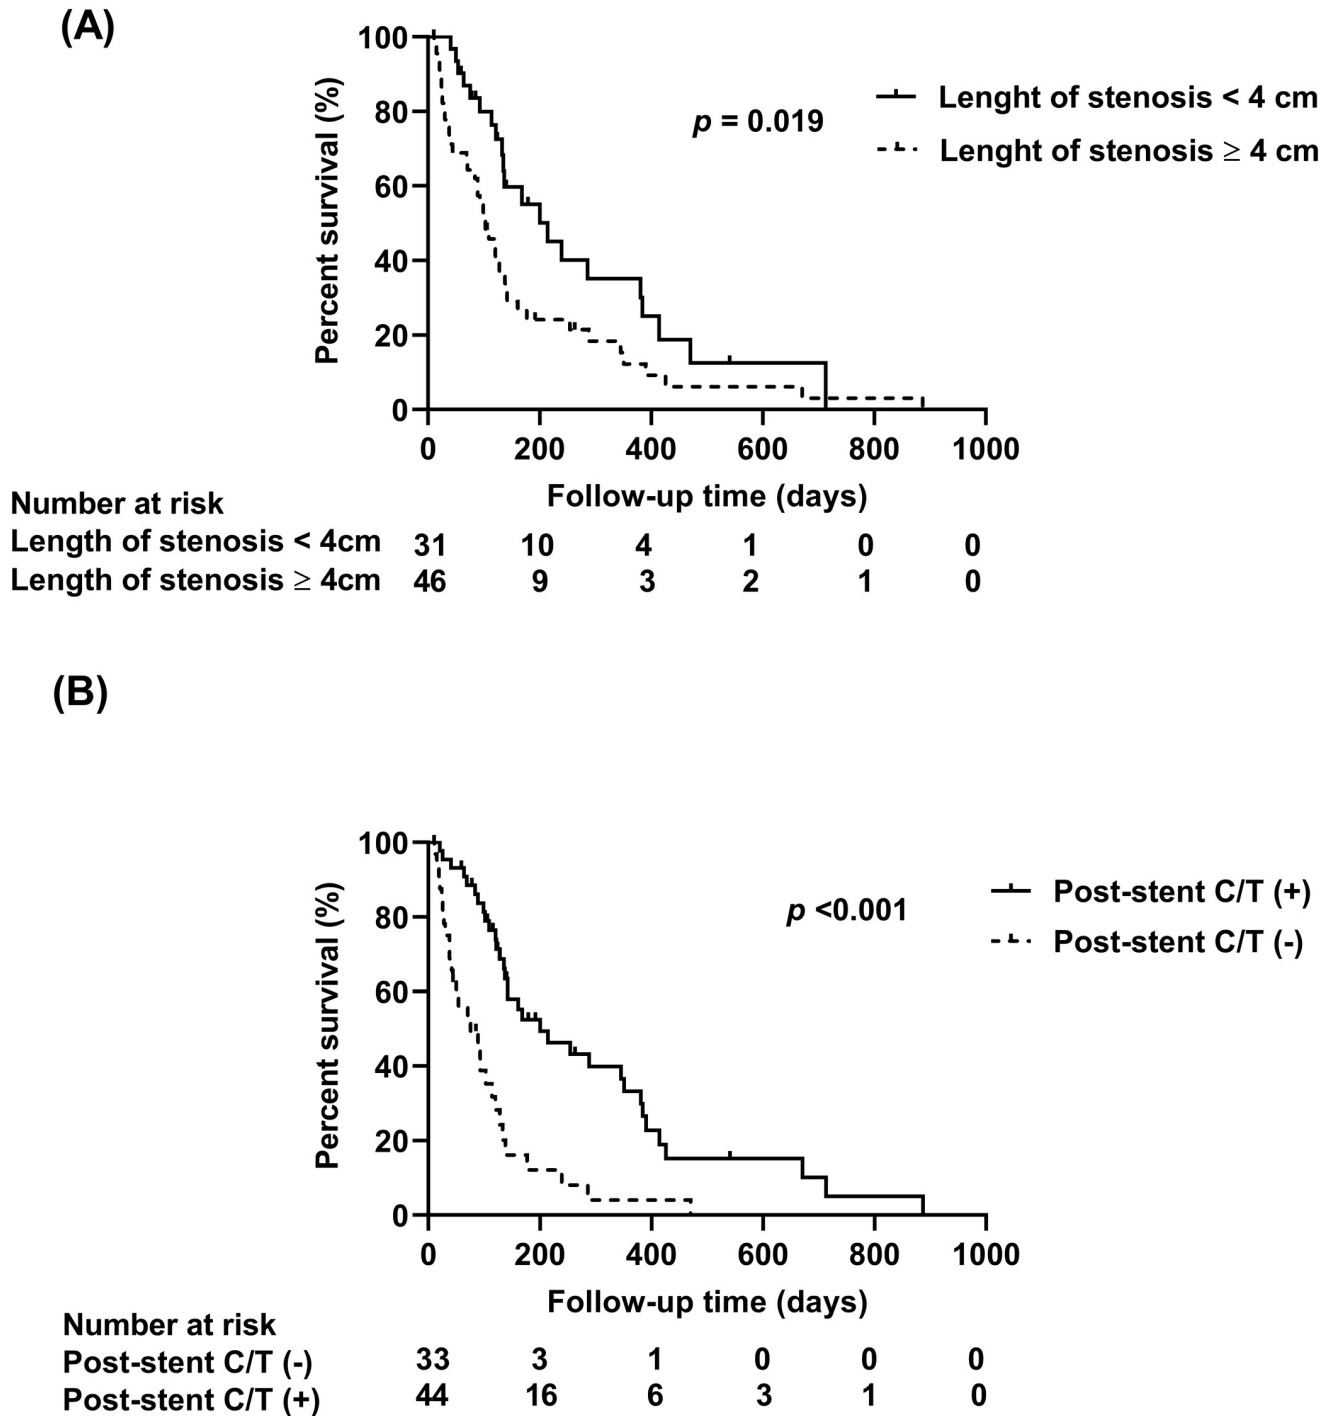 (A)
Percent survival (%)
100
80
60
40
20
0
p = 0.019
Lenght of stenosis < 4 cm
Lenght of stenosis ≥ 4 cm
0 200 400 600 800 1000
Follow-up time (days)
Number at risk
Length of stenosis < 4cm 31 10 4 1 0 0
Length of stenosis ≥ 4cm 46 9 3 2 1 0
(B)
Percent survival (%)
100
80
60
40
20
0
p <0.001
Post-stent C/T (+)
Post-stent C/T (-)
0 200 400 600 800 1000
Follow-up time (days)
Number at risk
Post-stent C/T (-) 33 3 1 0 0 0
Post-stent C/T (+) 44 16 6 3 1 0